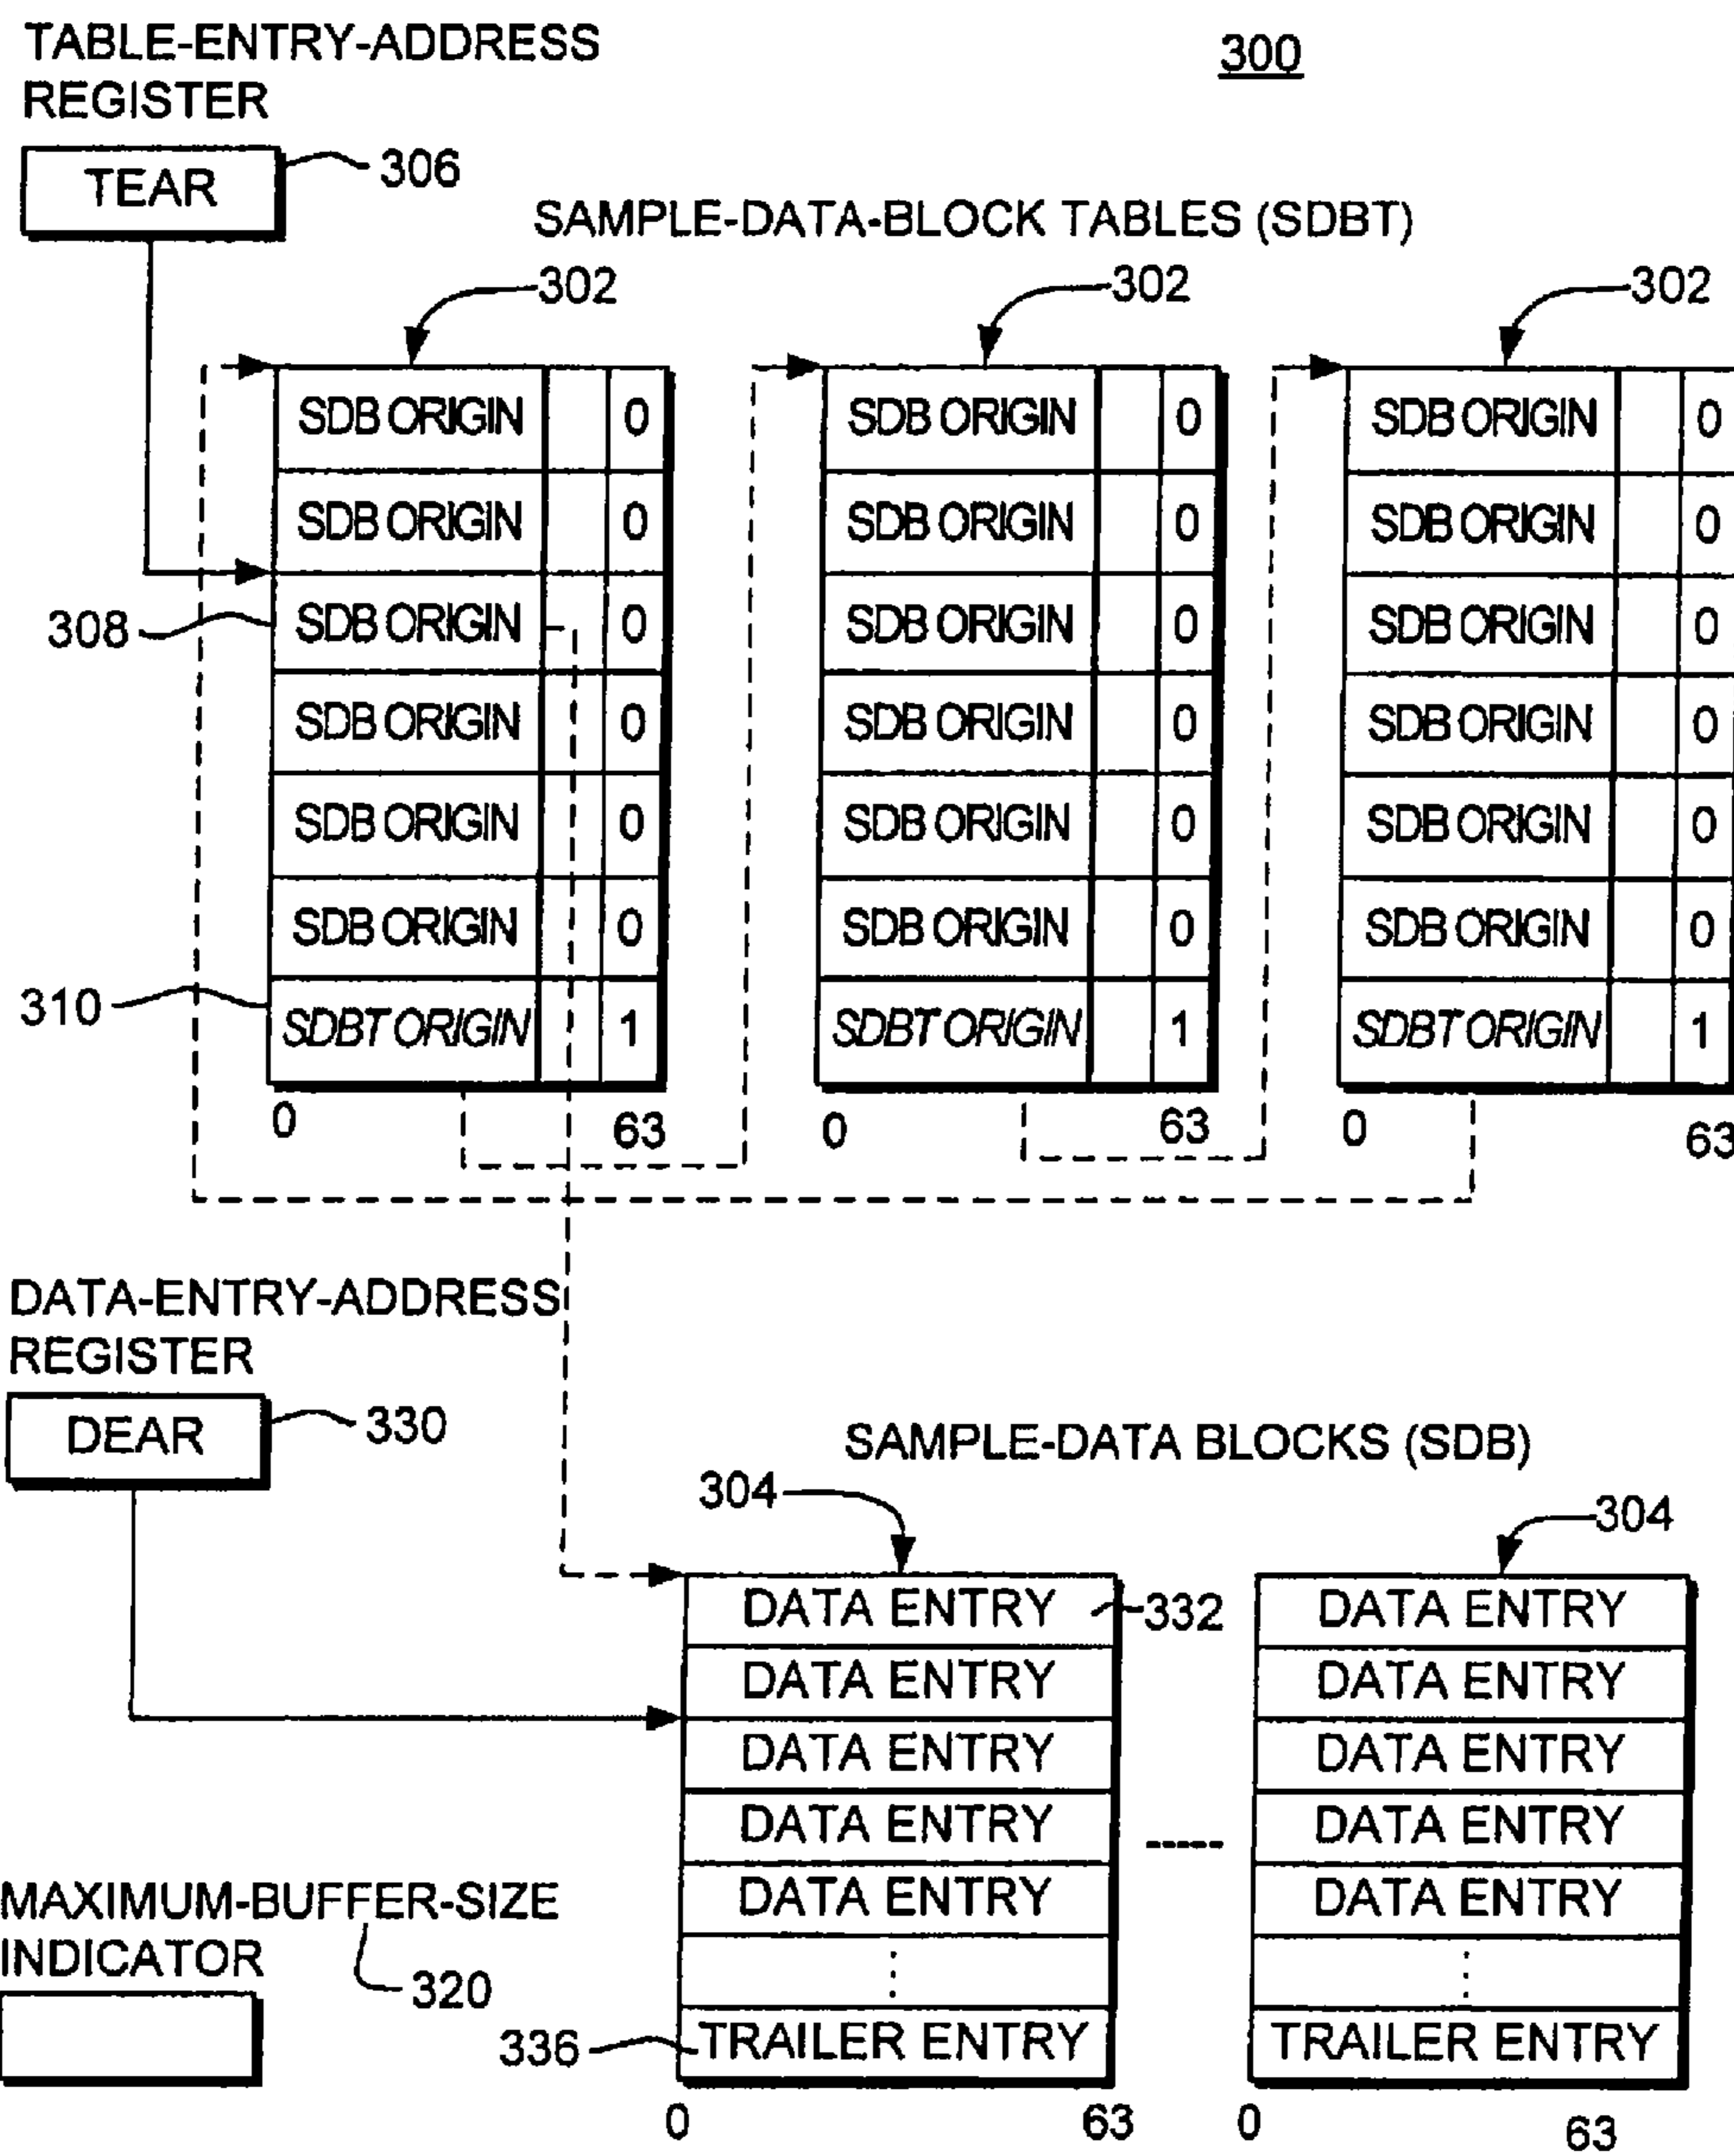 TABLE-ENTRY-ADDRESS
REGISTER
300
TEAR
306
SAMPLE-DATA-BLOCK TABLES (SDBT)
302 302 302
SDB ORIGIN 0 SDB ORIGIN 0 SDB ORIGIN 0
SDB ORIGIN 0 SDB ORIGIN 0 SDB ORIGIN 0
308 SDB ORIGIN 0 SDB ORIGIN 0 SDB ORIGIN 0
SDB ORIGIN 0 SDB ORIGIN 0 SDB ORIGIN 0
SDB ORIGIN 0 SDB ORIGIN 0 SDB ORIGIN 0
SDB ORIGIN 0 SDB ORIGIN 0 SDB ORIGIN 0
310 SDBT ORIGIN 1 SDBT ORIGIN 1 SDBT ORIGIN 1
0 63 0 63 0 63
DATA-ENTRY-ADDRESS
REGISTER
DEAR
330
SAMPLE-DATA BLOCKS (SDB)
304 304
DATA ENTRY 332 DATA ENTRY
DATA ENTRY DATA ENTRY
DATA ENTRY DATA ENTRY
DATA ENTRY DATA ENTRY
DATA ENTRY DATA ENTRY
MAXIMUM-BUFFER-SIZE
INDICATOR
320
336 TRAILER ENTRY TRAILER ENTRY
0 63 0 63